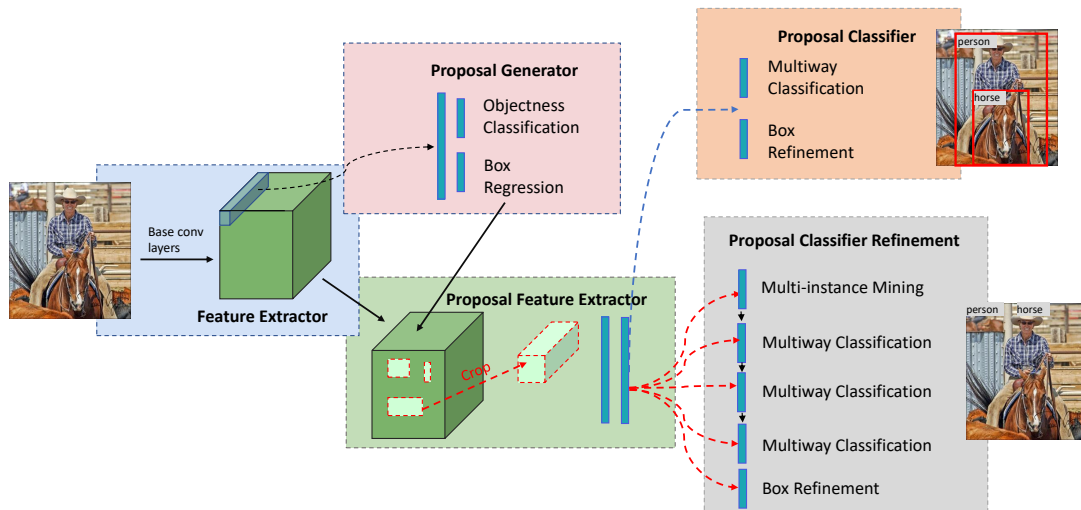 Proposal Classifier
Multiway
Classification
Box
Refinement
person
horse
Proposal Generator
Objectness
Classification
Box
Regression
Base conv
layers
Feature Extractor
Proposal Feature Extractor
Crop
Proposal Classifier Refinement
Multi-instance Mining
Multiway Classification
Multiway Classification
Multiway Classification
Box Refinement
person horse